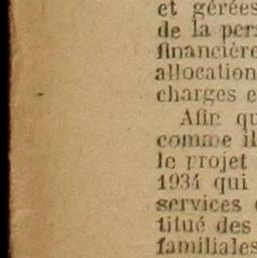 et gérées
de la per
financière
allocation
charges e
Afin qu
comme il
le projet
1934 qui
services
titué des
familiales